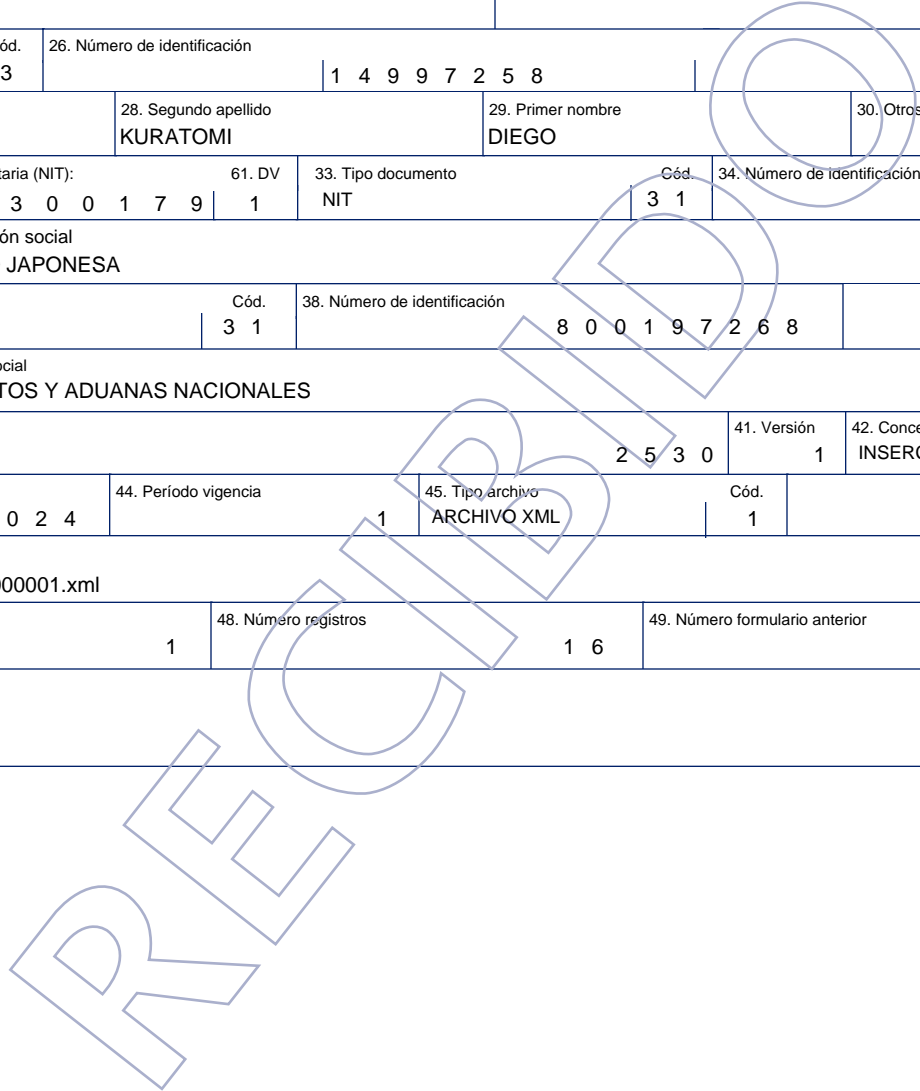 ód. 26. Número de identificación
3 1 4 9 9 7 2 5 8
28. Segundo apellido 29. Primer nombre 30. Otros
KURATOMI DIEGO
taria (NIT): 61. DV 33. Tipo documento Cód. 34. Número de identificación
3 0 0 1 7 9 1 NIT 3 1
ón social
JAPONESA
Cód. 38. Número de identificación
3 1 8 0 0 1 9 7 2 6 8
ocial
TOS Y ADUANAS NACIONALES
41. Versión 42. Conce
2 5 3 0 1 INSERC
44. Período vigencia 45. Tipo archivo Cód.
0 2 4 1 ARCHIVO XML 1
000001.xml
48. Número registros 49. Número formulario anterior
1 1 6
RECIBIDO